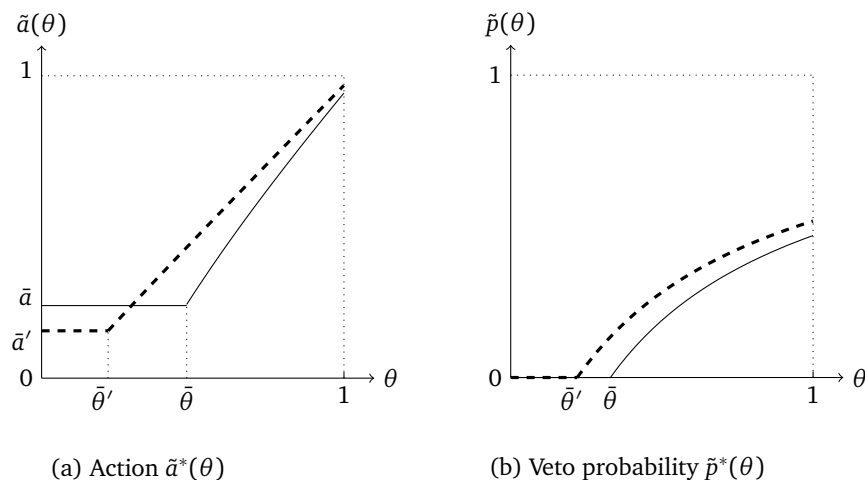 ã(θ)
1
ā
ā′
0
θ̄′
θ̄
1
θ
(a) Action ã*(θ)
p̃(θ)
1
0
θ̄′
θ̄
1
θ
(b) Veto probability p̃*(θ)